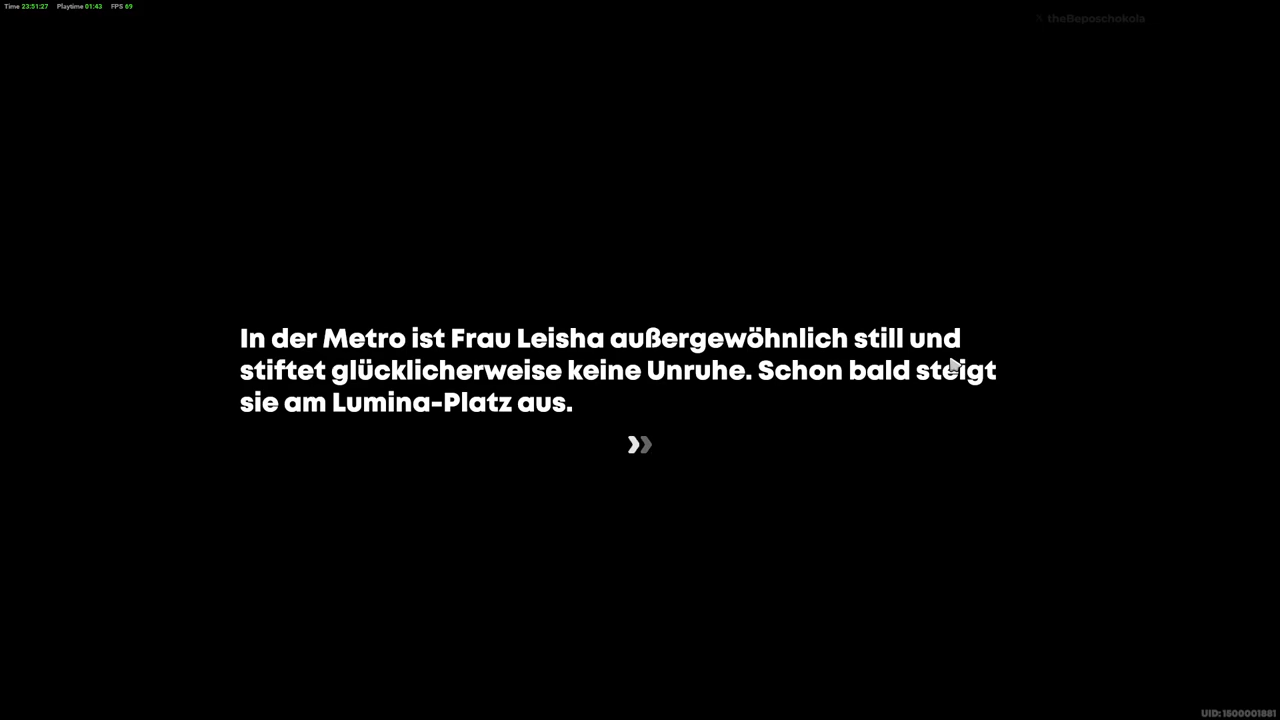 Time 23:51:27 Playtime 01:43 FPS 69
X theBeposchokola
In der Metro ist Frau Leisha außergewöhnlich still und
stiftet glücklicherweise keine Unruhe. Schon bald steigt
sie am Lumina-Platz aus.
UID: 1500001881